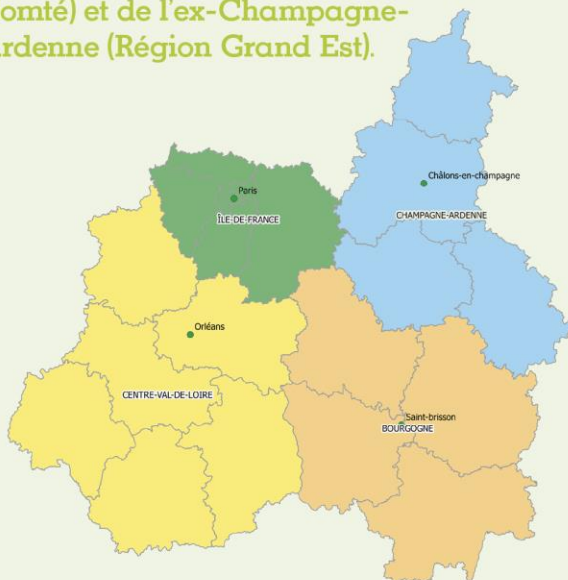 omté) et de l'ex-Champagne-
rdenne (Région Grand Est).
Paris
ÎLE-DE-FRANCE
Châlons-en-champagne
CHAMPAGNE-ARDENNE
Orléans
CENTRE-VAL-DE-LOIRE
Saint-brisson
BOURGOGNE